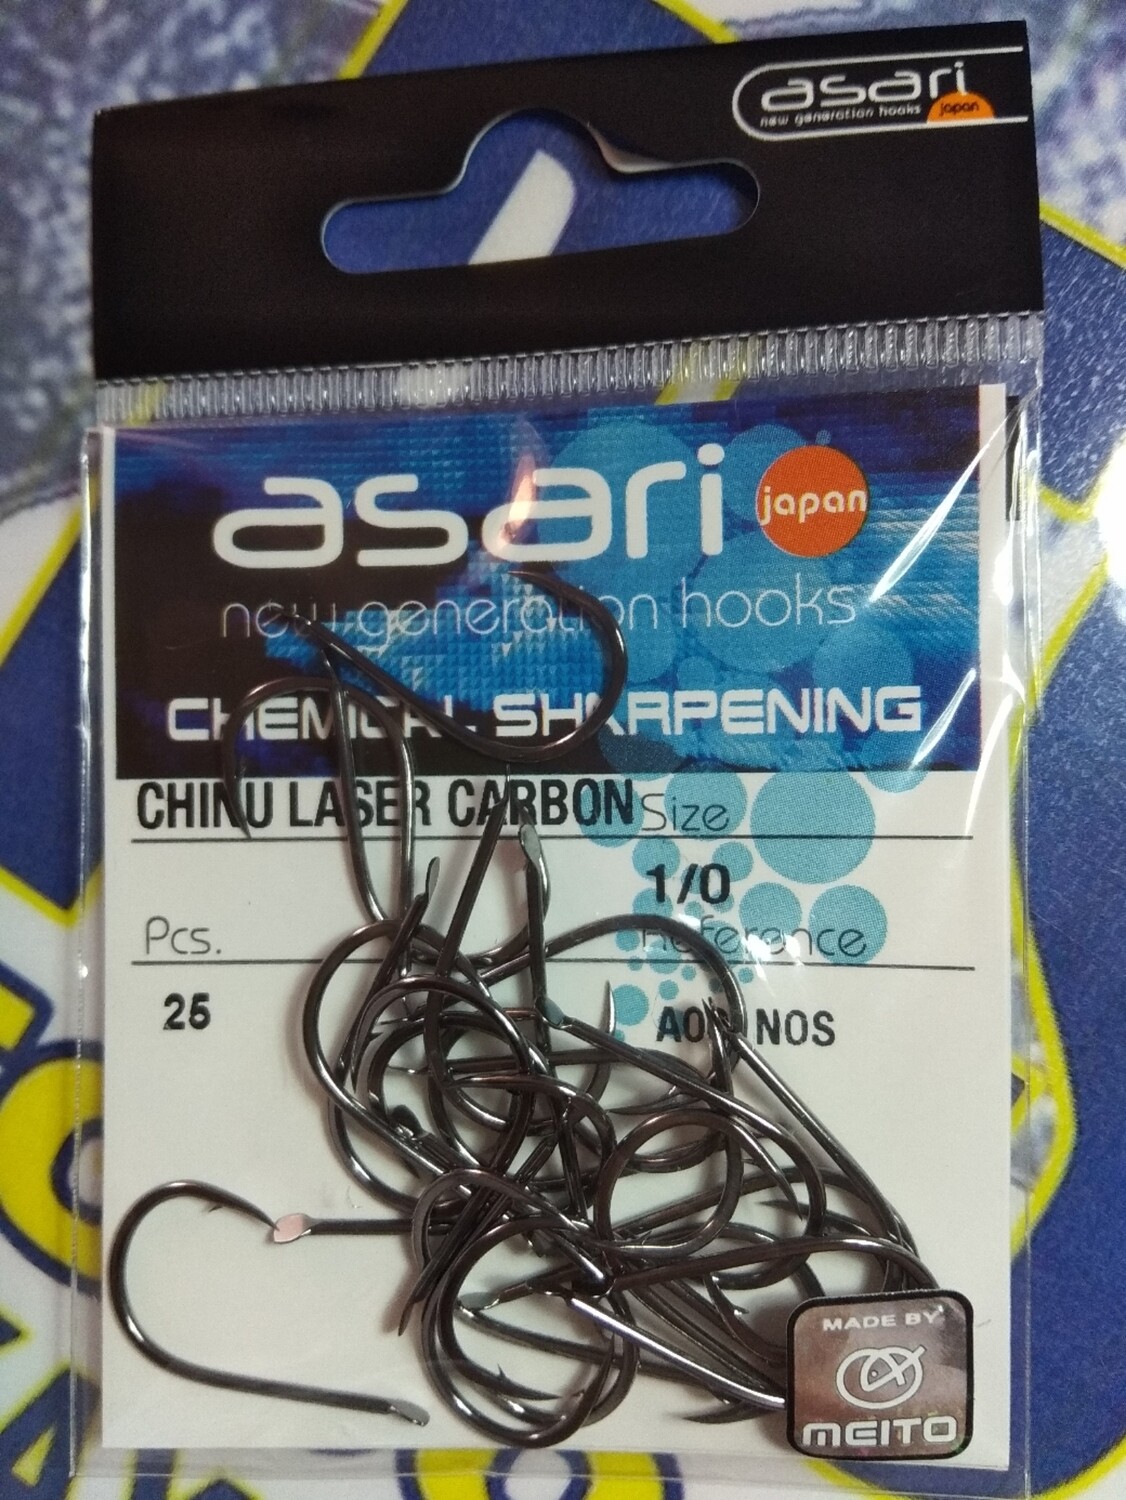 asari
new generation hooks japan
asari japan
new generation hooks
CHEMICAL SHARPENING
CHINU LASER CARBON Size
1/0
Pcs. Reference
25 NOS
MADE BY
MEITO